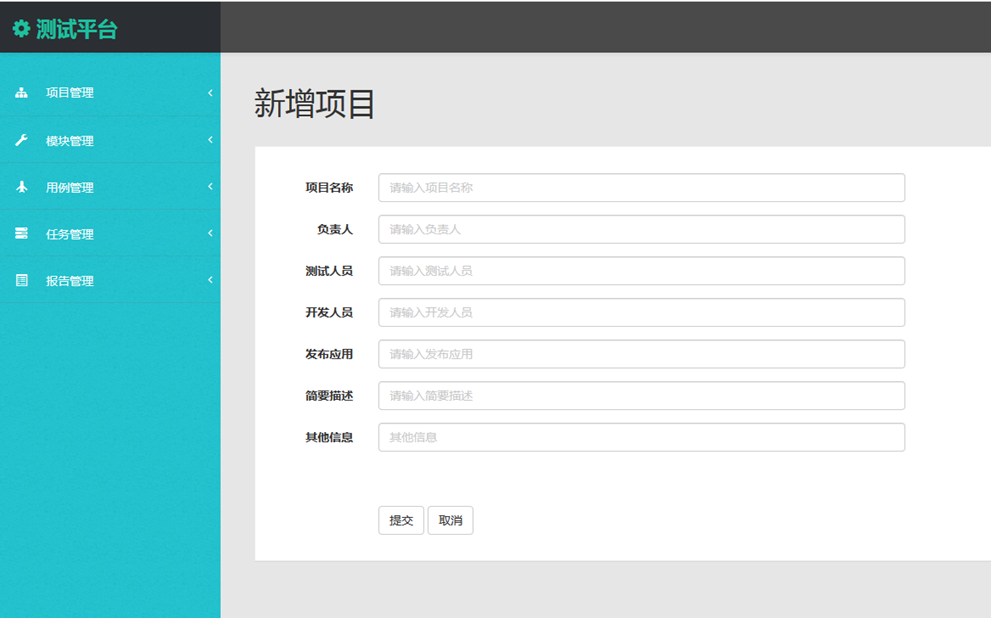 测试平台
项目管理
模块管理
用例管理
任务管理
报告管理
新增项目
项目名称 请输入项目名称
负责人 请输入负责人
测试人员 请输入测试人员
开发人员 请输入开发人员
发布应用 请输入发布应用
简要描述 请输入简要描述
其他信息 其他信息
提交 取消